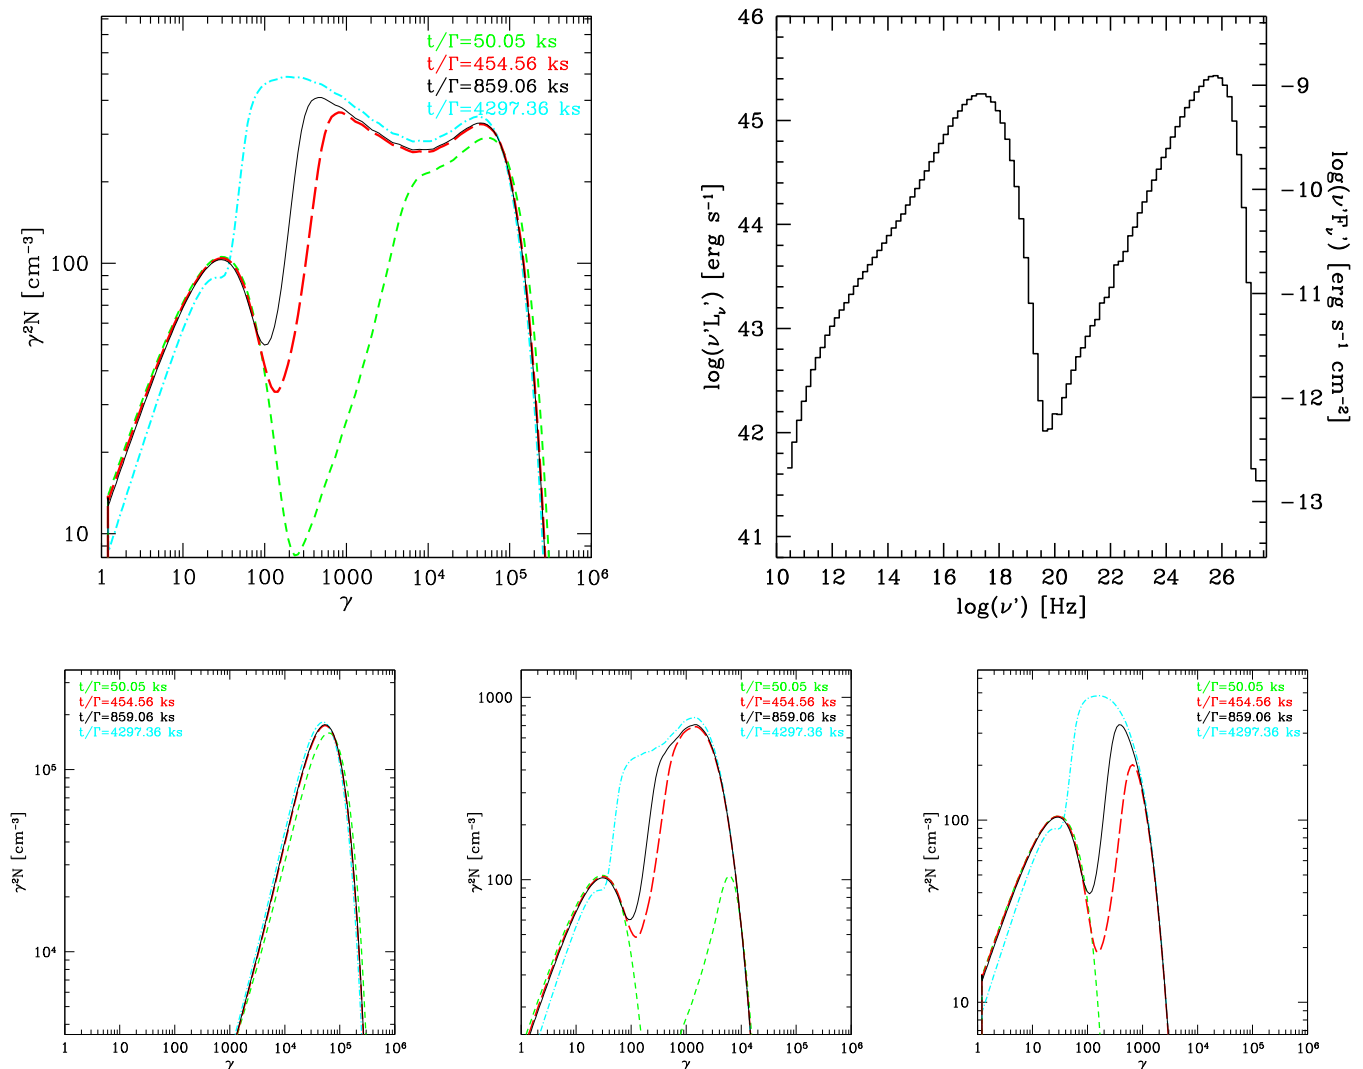 t/Γ=50.05 ks
t/Γ=454.56 ks
t/Γ=859.06 ks
t/Γ=4297.36 ks
100
10
γ²N [cm⁻³]
1 10 100 1000 10⁴ 10⁵ 10⁶
γ
46
45
44
43
42
41
log(ν'L_ν') [erg s⁻¹]
−9
−10
−11
−12
−13
log(ν'F_ν') [erg s⁻¹ cm⁻²]
10 12 14 16 18 20 22 24 26
log(ν') [Hz]
t/Γ=50.05 ks
t/Γ=454.56 ks
t/Γ=859.06 ks
t/Γ=4297.36 ks
10⁵
10⁴
γ²N [cm⁻³]
1 10 100 1000 10⁴ 10⁵ 10⁶
γ
t/Γ=50.05 ks
t/Γ=454.56 ks
t/Γ=859.06 ks
t/Γ=4297.36 ks
1000
100
γ²N [cm⁻³]
1 10 100 1000 10⁴ 10⁵ 10⁶
γ
t/Γ=50.05 ks
t/Γ=454.56 ks
t/Γ=859.06 ks
t/Γ=4297.36 ks
100
10
γ²N [cm⁻³]
1 10 100 1000 10⁴ 10⁵ 10⁶
γ